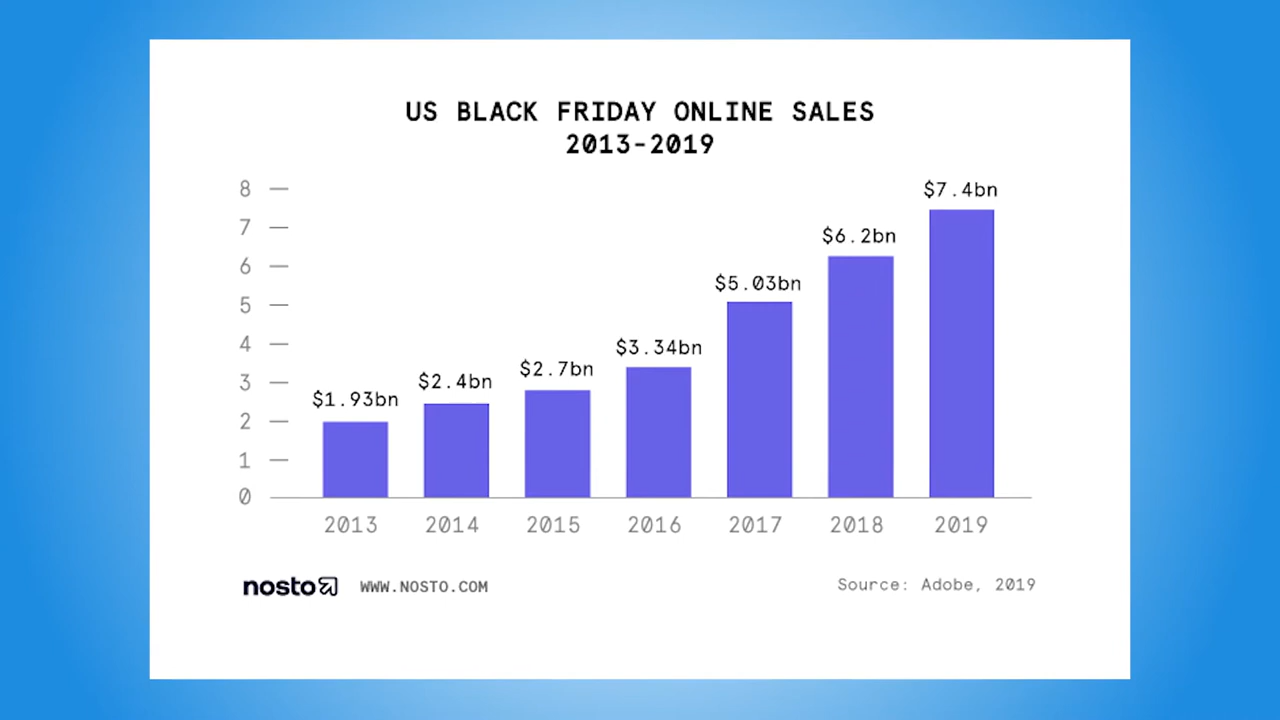 US BLACK FRIDAY ONLINE SALES
2013-2019
8
7
6
5
4
3
2
1
0
$1.93bn
$2.4bn
$2.7bn
$3.34bn
$5.03bn
$6.2bn
$7.4bn
2013 2014 2015 2016 2017 2018 2019
nosto WWW.NOSTO.COM
Source: Adobe, 2019